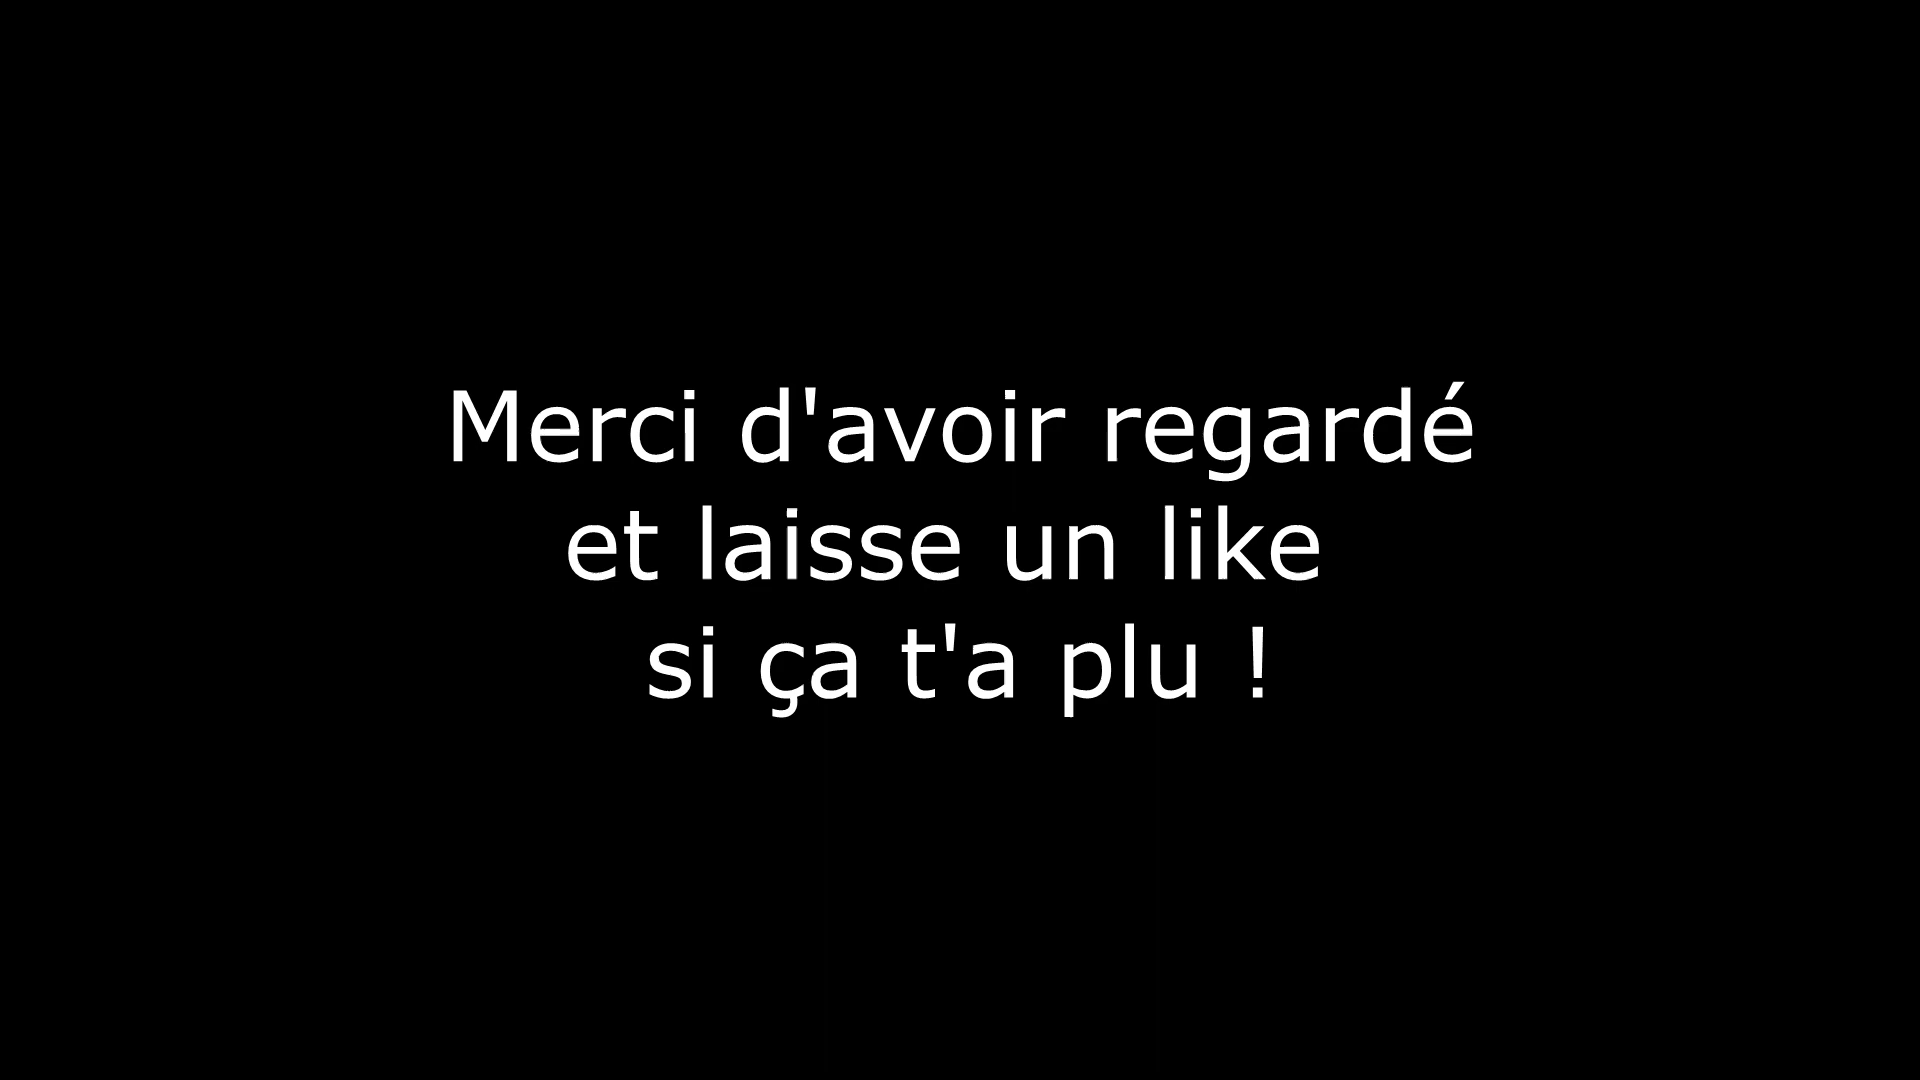 Merci d'avoir regardé
et laisse un like
si ça t'a plu !